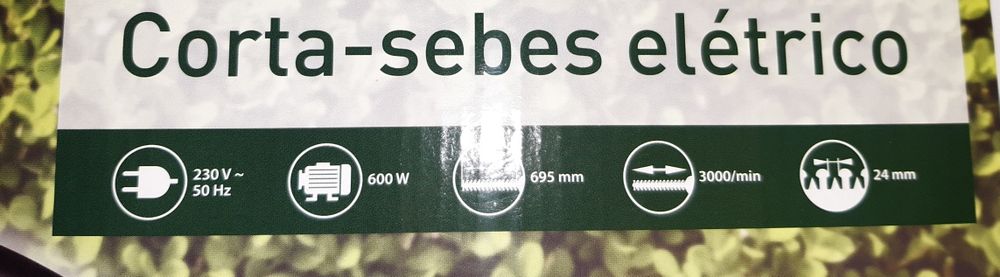 Corta-sebes elétrico
230 V ~
50 Hz
600 W
695 mm
3000/min
24 mm